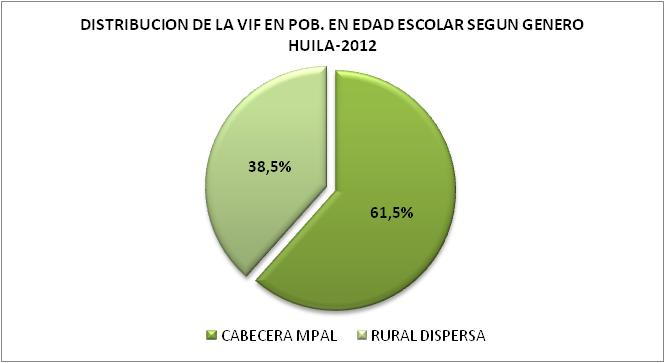 DISTRIBUCION DE LA VIF EN POB. EN EDAD ESCOLAR SEGUN GENERO
HUILA-2012
38,5%
61,5%
CABECERA MPAL RURAL DISPERSA